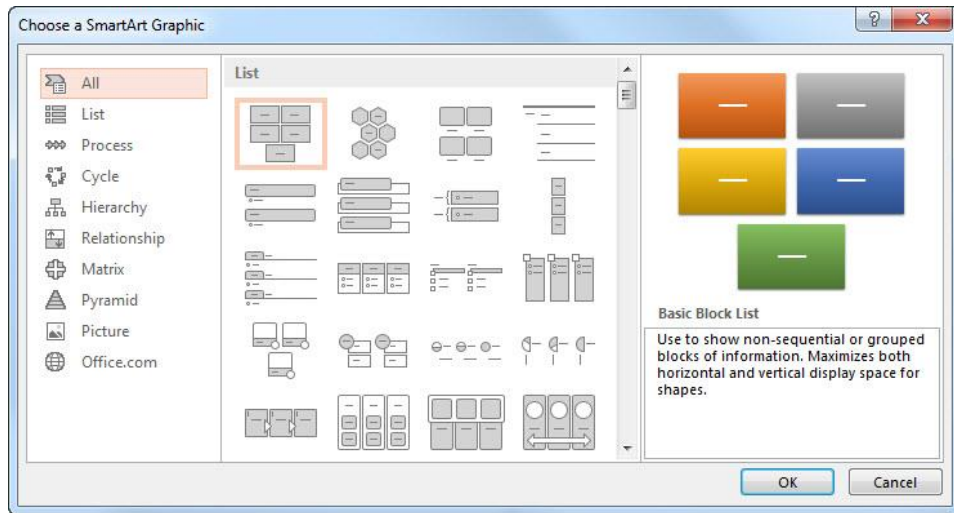 Choose a SmartArt Graphic
All
List
Process
Cycle
Hierarchy
Relationship
Matrix
Pyramid
Picture
Office.com
List
Basic Block List
Use to show non-sequential or grouped
blocks of information. Maximizes both
horizontal and vertical display space for
shapes.
OK
Cancel